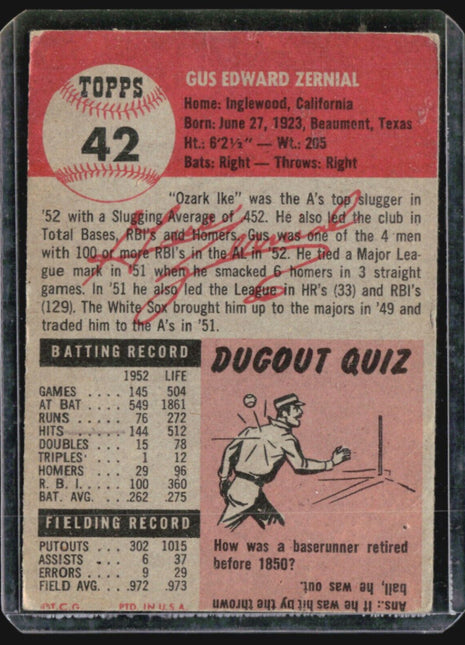 TOPPS
42
GUS EDWARD ZERNIAL
Home: Inglewood, California
Born: June 27, 1923, Beaumont, Texas
Ht.: 6'2½" — Wt.: 205
Bats: Right — Throws: Right
"Ozark Ike" was the A's top slugger in
'52 with a Slugging Average of .452. He also led the club in
Total Bases, RBI's and Homers. Gus was one of the 4 men
with 100 or more RBI's in the AL in '52. He tied a Major Lea-
gue mark in '51 when he smacked 6 homers in 3 straight
games. In '51 he also led the League in HR's (33) and RBI's
(129). The White Sox brought him up to the majors in '49 and
traded him to the A's in '51.
Gus Zernial
BATTING RECORD
1952 LIFE
GAMES .... 145 504
AT BAT .... 549 1861
RUNS .... 76 272
HITS .... 144 512
DOUBLES .... 15 78
TRIPLES .... 1 12
HOMERS .... 29 96
R. B. I. .... 100 360
BAT. AVG. .... .262 .275
FIELDING RECORD
PUTOUTS .... 302 1015
ASSISTS .... 6 37
ERRORS .... 9 29
FIELD AVG. .... .972 .973
T.C.G. PTD. IN U.S.A.
DUGOUT QUIZ
How was a baserunner retired
before 1850?
Ans.: If he was hit by the thrown
ball, he was out.